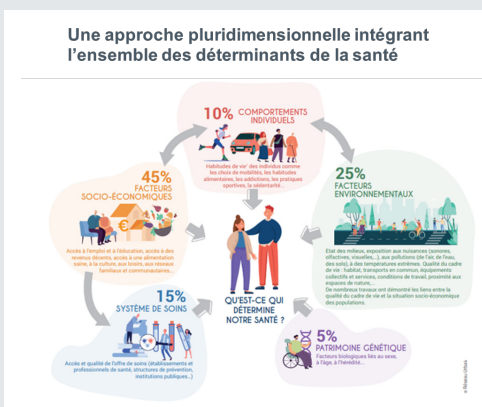 Une approche pluridimensionnelle intégrant
l'ensemble des déterminants de la santé
10% COMPORTEMENTS
INDIVIDUELS
Habitudes de vie des individus comme
les choix de mobilités, les habitudes
alimentaires, les addictions, les pratiques
sportives, la sédentarité...
45%
FACTEURS
SOCIO-ÉCONOMIQUES
Accès à l'emploi et à l'éducation, accès à des
revenus décents, accès à une alimentation
saine, à la culture, aux loisirs, aux réseaux
familiaux et communautaires...
25%
FACTEURS
ENVIRONNEMENTAUX
Etat des milieux, exposition aux nuisances (sonores,
olfactives, visuelles...), aux pollutions (de l'air, de l'eau,
des sols), à des températures extrêmes. Qualité du cadre
de vie : habitat, transports en commun, équipements
collectifs et services, conditions de travail, proximité aux
espaces de nature,...
De nombreux travaux ont démontré les liens entre la
qualité du cadre de vie et la situation socio-économique
des populations.
15%
SYSTÈME DE SOINS
Accès et qualité de l'offre de soins (établissements et
professionnels de santé, structures de prévention,
institutions publiques...)
QU'EST-CE QUI
DÉTERMINE
NOTRE SANTÉ ?
5%
PATRIMOINE GÉNÉTIQUE
Facteurs biologiques liés au sexe,
à l'âge, à l'hérédité...